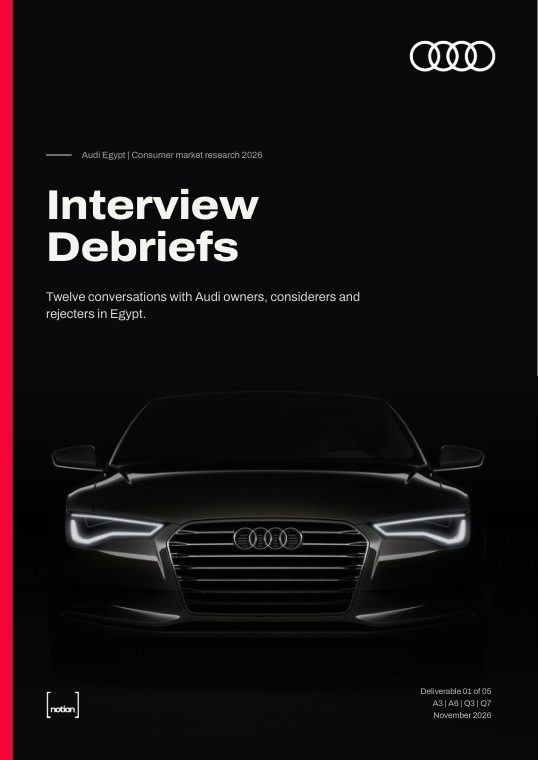 Audi Egypt | Consumer market research 2026
Interview
Debriefs
Twelve conversations with Audi owners, considerers and
rejecters in Egypt.
[notion]
Deliverable 01 of 05
A3 | A6 | Q3 | Q7
November 2026